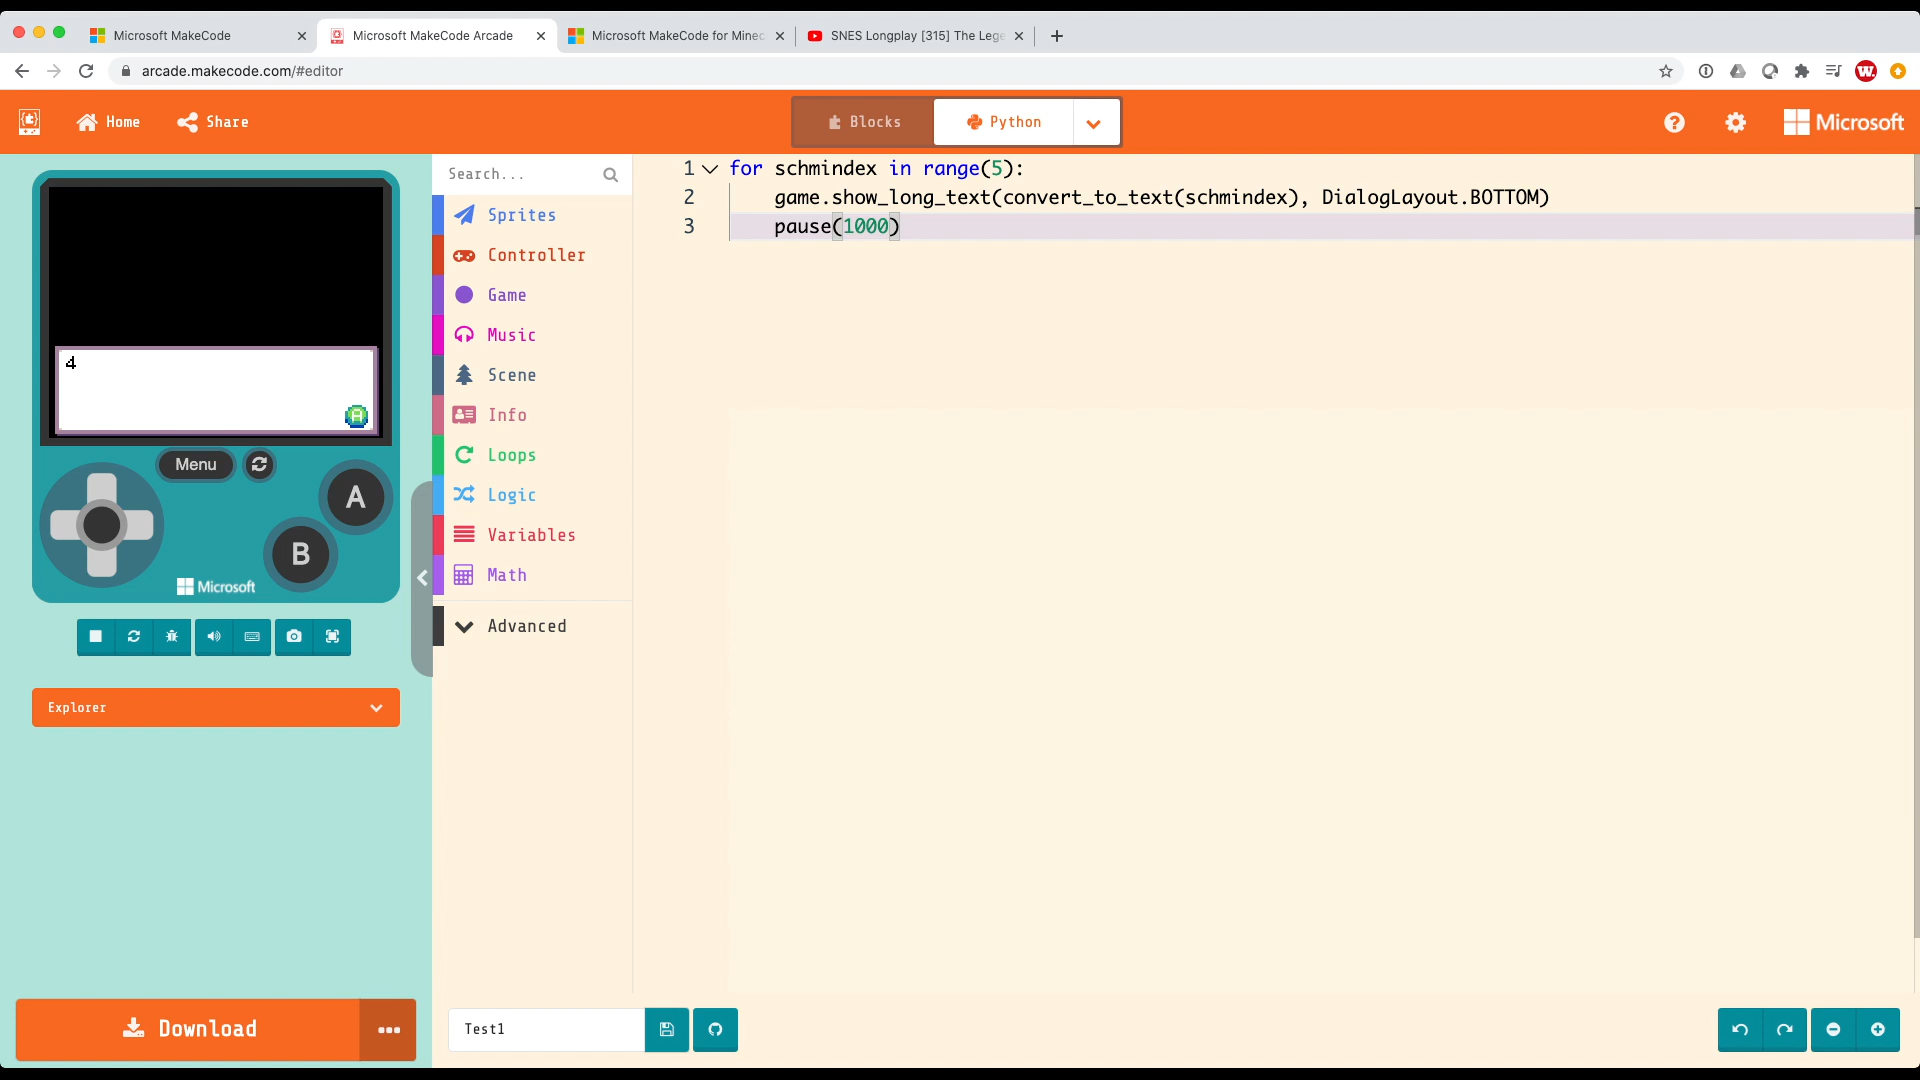 Microsoft MakeCode
Microsoft MakeCode Arcade
Microsoft MakeCode for Minec
SNES Longplay [315] The Lege
arcade.makecode.com/#editor
Home
Share
Blocks
Python
Microsoft
4
A
Menu
A
B
Microsoft
Explorer
Download
Search...
Sprites
Controller
Game
Music
Scene
Info
Loops
Logic
Variables
Math
Advanced
1 for schmindex in range(5):
2 game.show_long_text(convert_to_text(schmindex), DialogLayout.BOTTOM)
3 pause(1000)
Test1